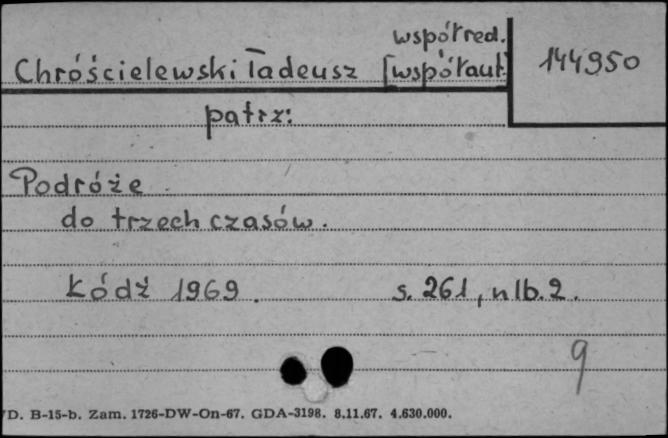 współred.
Chróścielewski Tadeusz [współaut.]
144950
patrz:
Podróże
do trzech czasów.
Łódź 1969. s. 261, nlb. 2.
9
D. B-15-b. Zam. 1726-DW-On-67. GDA-3198. 8.11.67. 4.630.000.